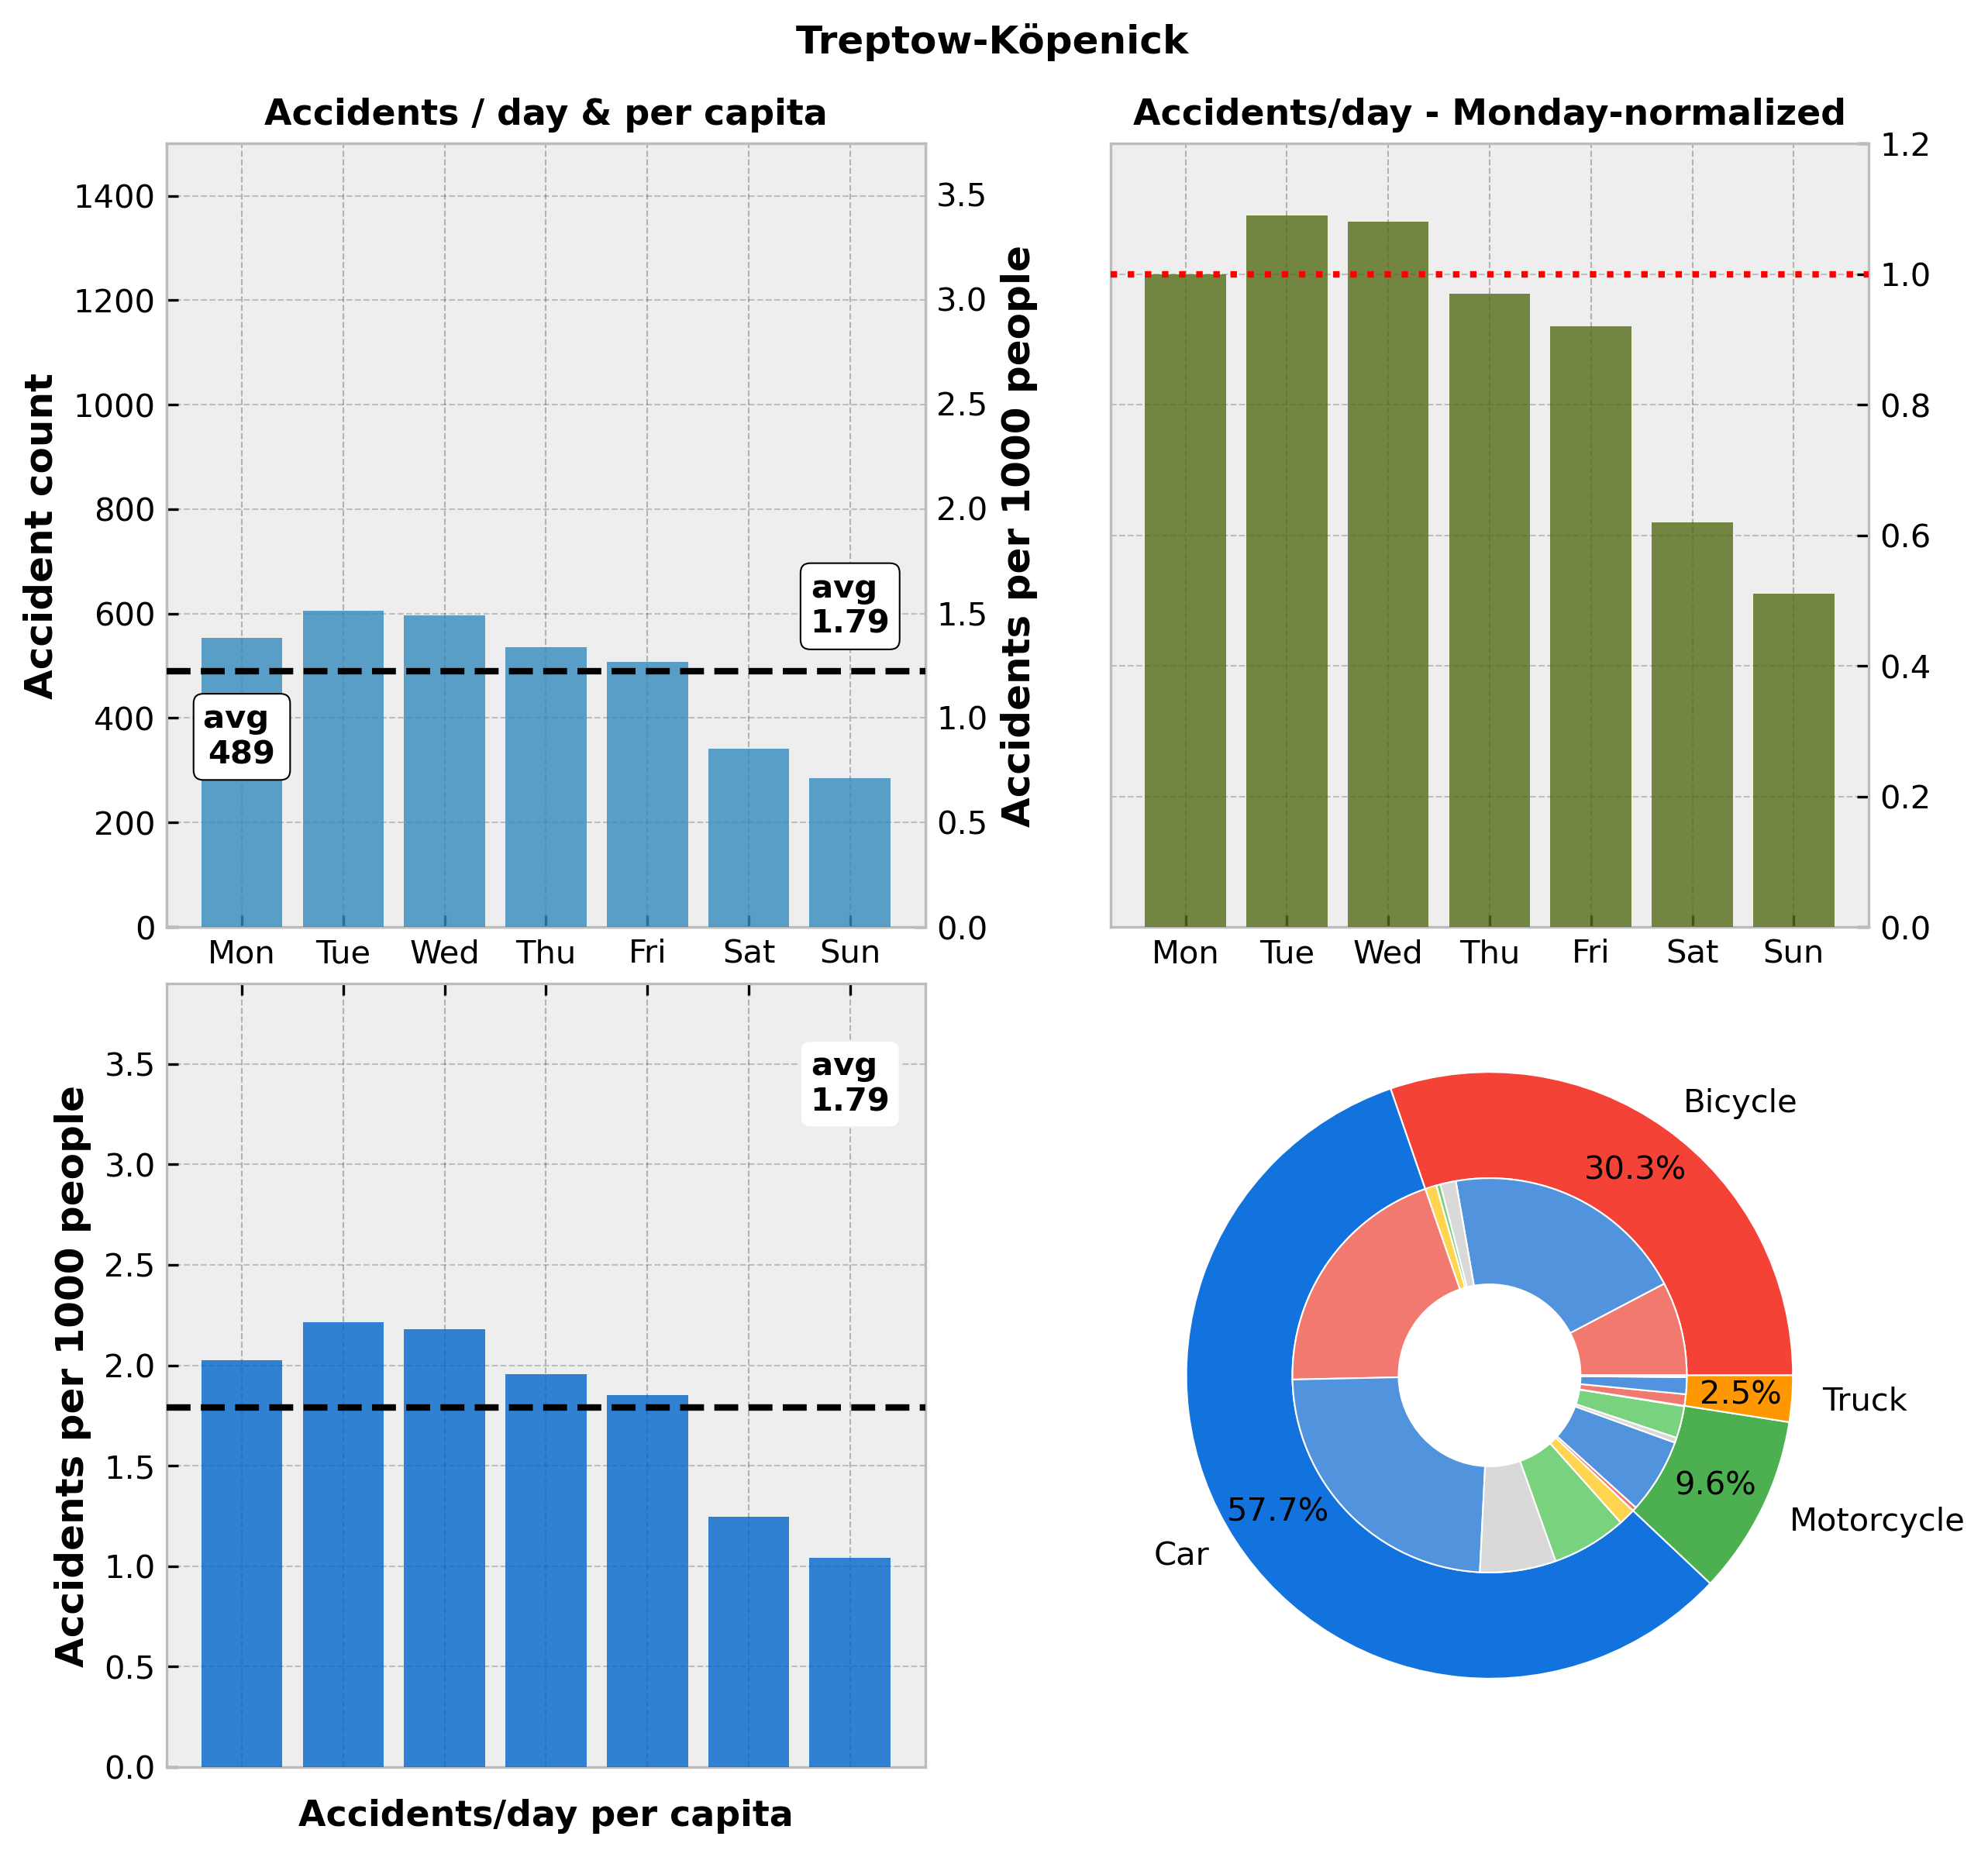 Treptow-Köpenick
Accidents / day & per capita
Accident count
1400
1200
1000
800
600
400
200
0
avg
489
avg
1.79
3.5
3.0
2.5
2.0
1.5
1.0
0.5
0.0
Accidents per 1000 people
Mon Tue Wed Thu Fri Sat Sun
Accidents/day - Monday-normalized
1.2
1.0
0.8
0.6
0.4
0.2
0.0
Mon Tue Wed Thu Fri Sat Sun
Accidents per 1000 people
3.5
3.0
2.5
2.0
1.5
1.0
0.5
0.0
avg
1.79
Accidents/day per capita
Bicycle
30.3%
2.5%
Truck
9.6%
Motorcycle
57.7%
Car